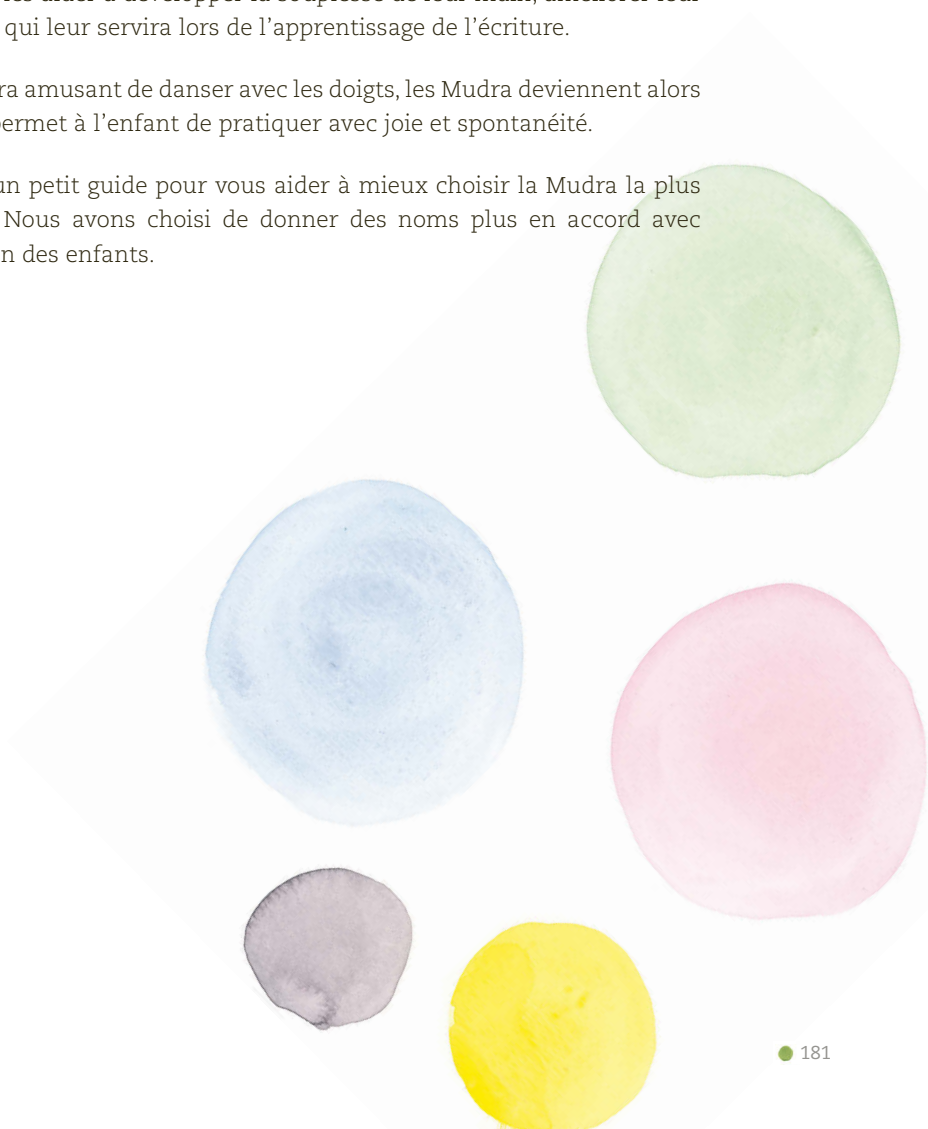 qui leur servira lors de l’apprentissage de l’écriture.
ra amusant de danser avec les doigts, les Mudra deviennent alors
permet à l’enfant de pratiquer avec joie et spontanéité.
un petit guide pour vous aider à mieux choisir la Mudra la plus
Nous avons choisi de donner des noms plus en accord avec
n des enfants.
181